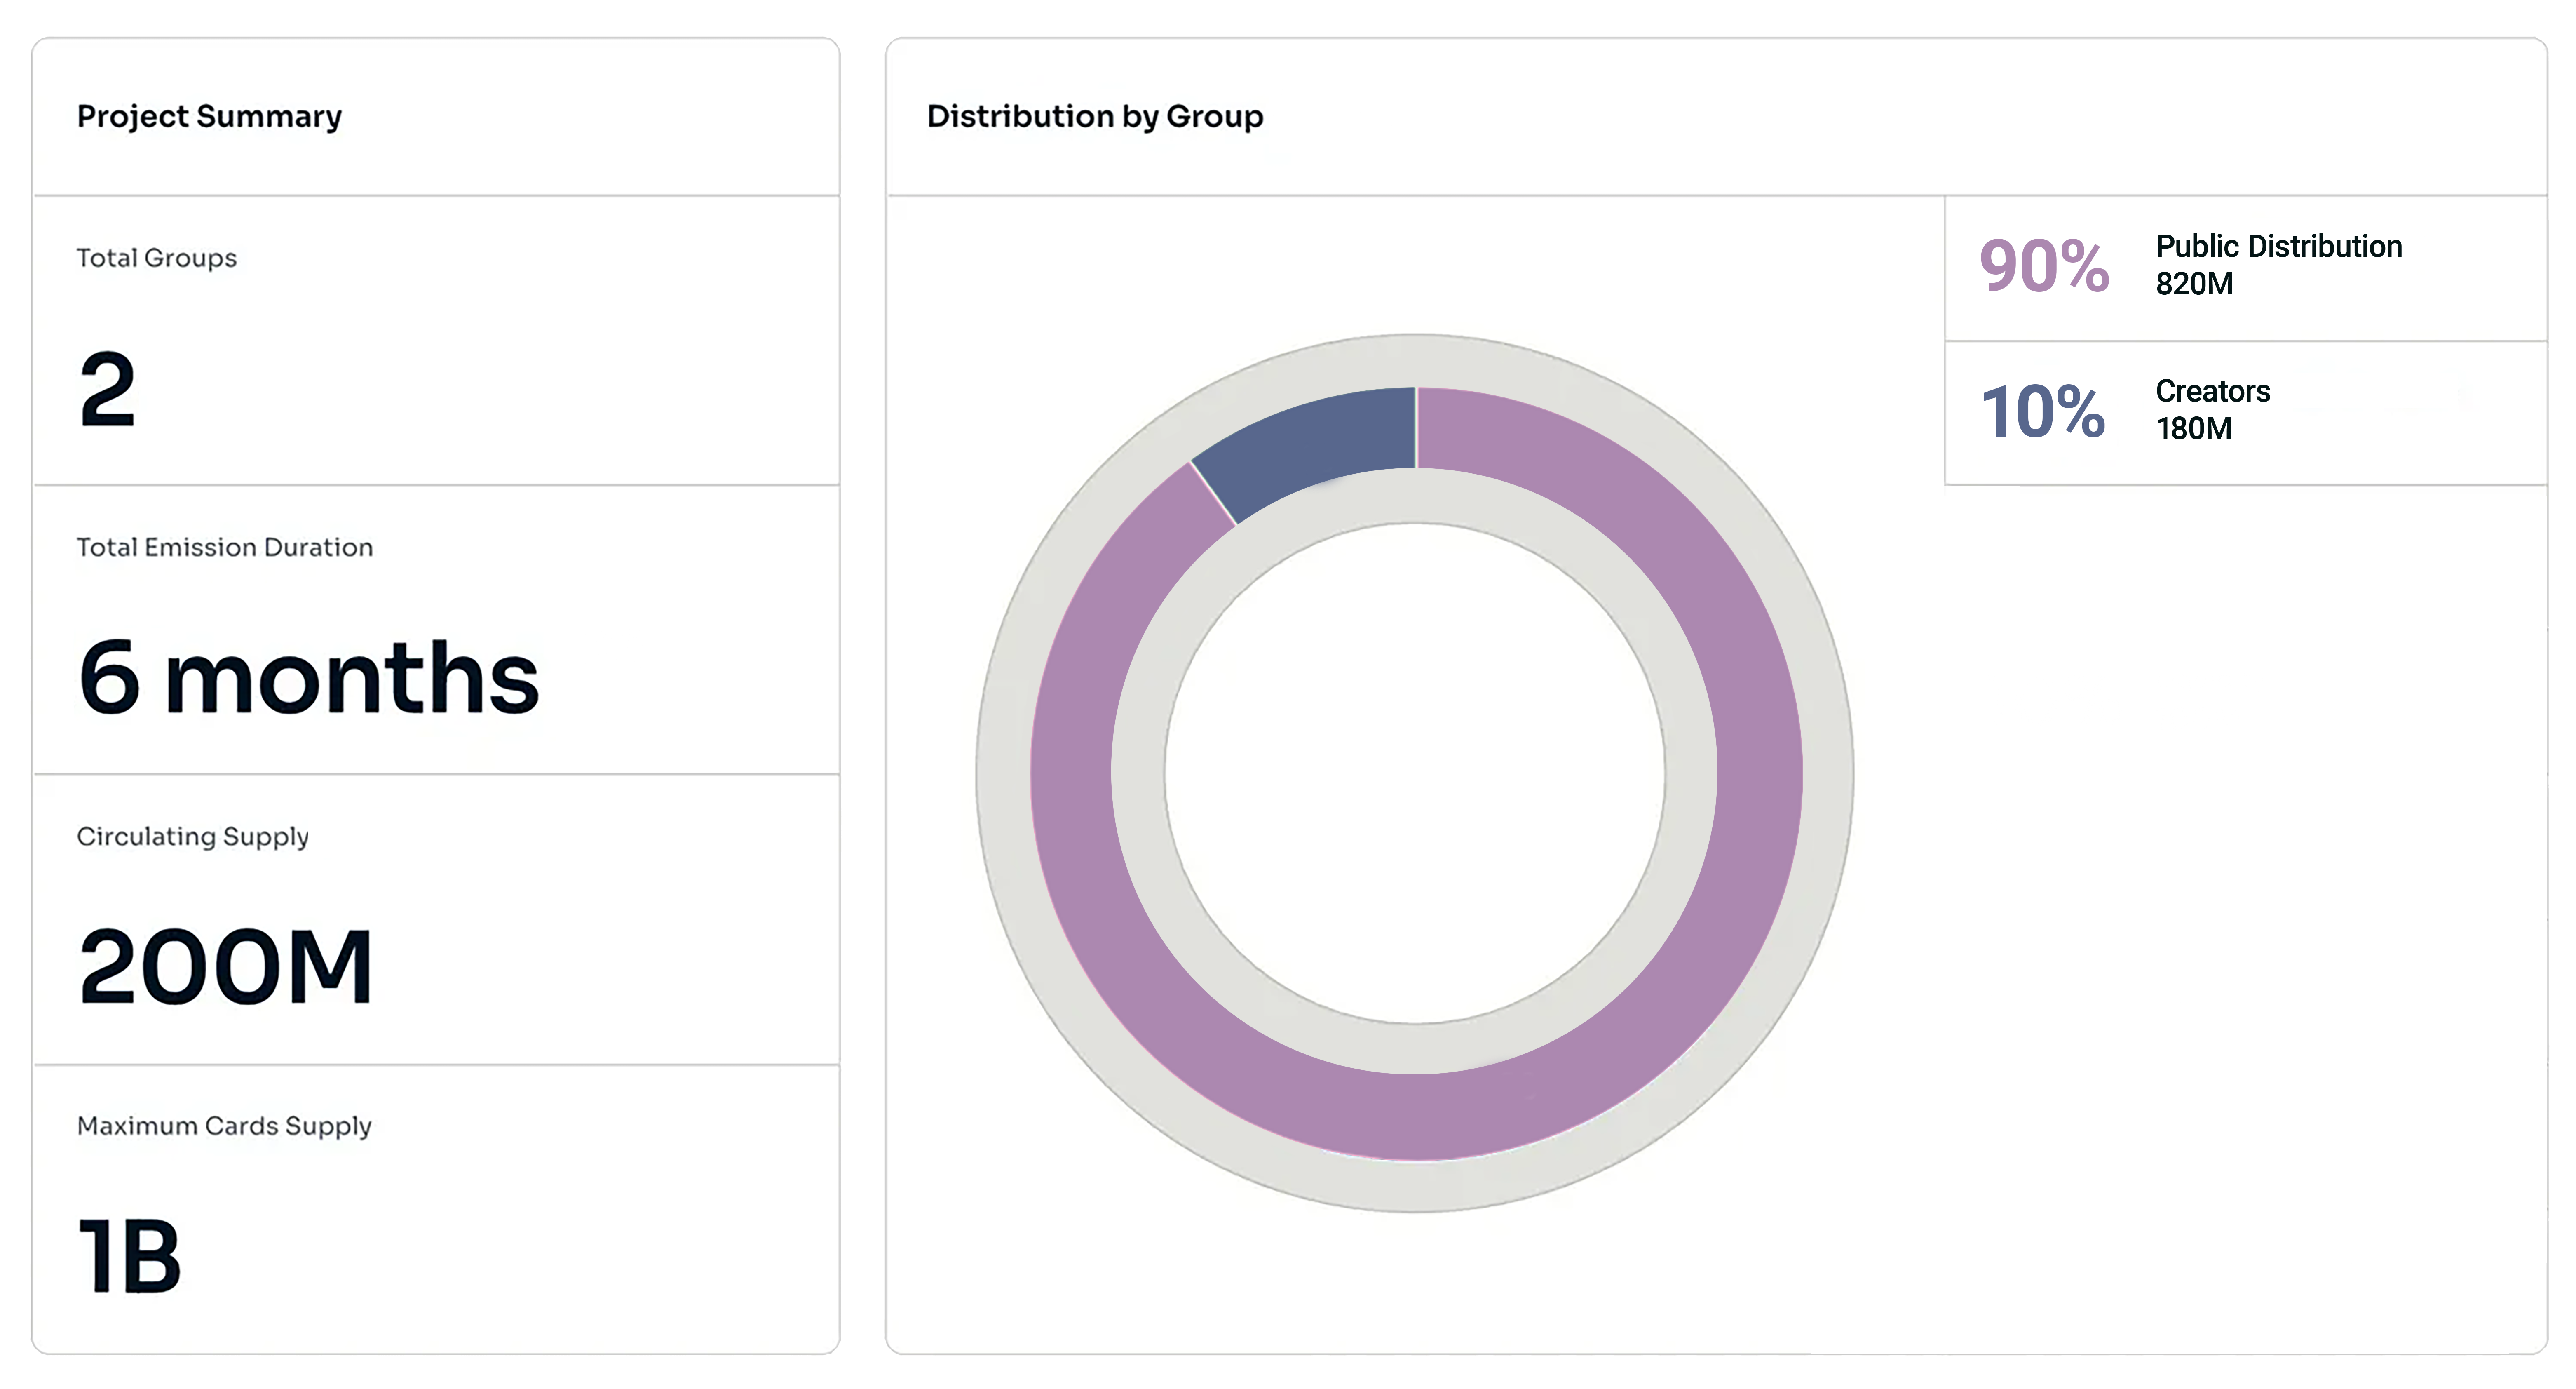 Project Summary
Total Groups
2
Total Emission Duration
6 months
Circulating Supply
200M
Maximum Cards Supply
1B
Distribution by Group
90%
Public Distribution
820M
10%
Creators
180M